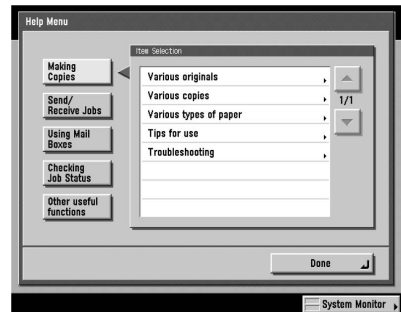 Help Menu
Item Selection
Making
Copies
Send/
Receive Jobs
Using Mail
Boxes
Checking
Job Status
Other useful
functions
Various originals
Various copies
Various types of paper
Tips for use
Troubleshooting
1/1
Done
System Monitor